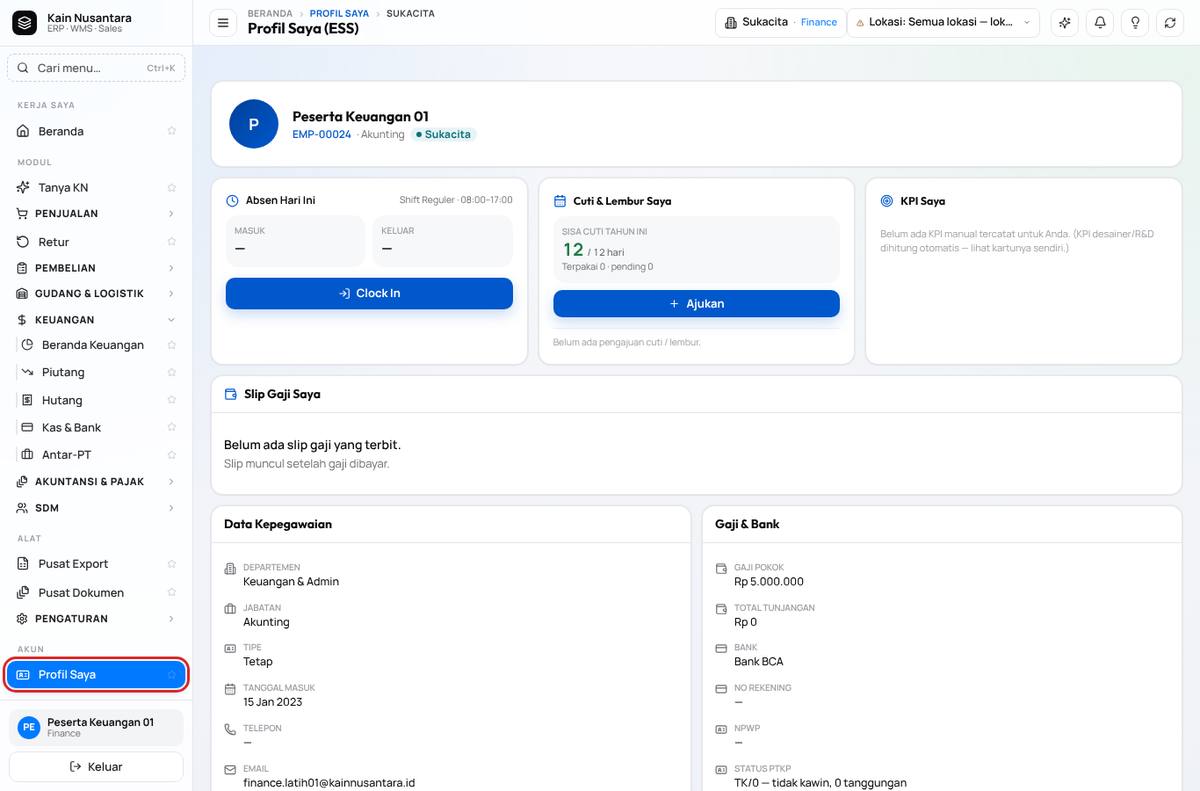 Kain Nusantara
ERP · WMS · Sales
Cari menu... Ctrl+K
KERJA SAYA
Beranda
MODUL
Tanya KN
PENJUALAN
Retur
PEMBELIAN
GUDANG & LOGISTIK
KEUANGAN
Beranda Keuangan
Piutang
Hutang
Kas & Bank
Antar-PT
AKUNTANSI & PAJAK
SDM
ALAT
Pusat Export
Pusat Dokumen
PENGATURAN
AKUN
Profil Saya
PE
Peserta Keuangan 01
Finance
Keluar
BERANDA › PROFIL SAYA › SUKACITA
Profil Saya (ESS)
Sukacita · Finance
Lokasi: Semua lokasi — lok...
P
Peserta Keuangan 01
EMP-00024 · Akunting Sukacita
Absen Hari Ini
Shift Reguler · 08:00–17:00
MASUK
—
KELUAR
—
Clock In
Cuti & Lembur Saya
SISA CUTI TAHUN INI
12 / 12 hari
Terpakai 0 · pending 0
+ Ajukan
Belum ada pengajuan cuti / lembur.
KPI Saya
Belum ada KPI manual tercatat untuk Anda. (KPI desainer/R&D
dihitung otomatis — lihat kartunya sendiri.)
Slip Gaji Saya
Belum ada slip gaji yang terbit.
Slip muncul setelah gaji dibayar.
Data Kepegawaian
DEPARTEMEN
Keuangan & Admin
JABATAN
Akunting
TIPE
Tetap
TANGGAL MASUK
15 Jan 2023
TELEPON
—
EMAIL
finance.latih01@kainnusantara.id
Gaji & Bank
GAJI POKOK
Rp 5.000.000
TOTAL TUNJANGAN
Rp 0
BANK
Bank BCA
NO REKENING
—
NPWP
—
STATUS PTKP
TK/0 — tidak kawin, 0 tanggungan